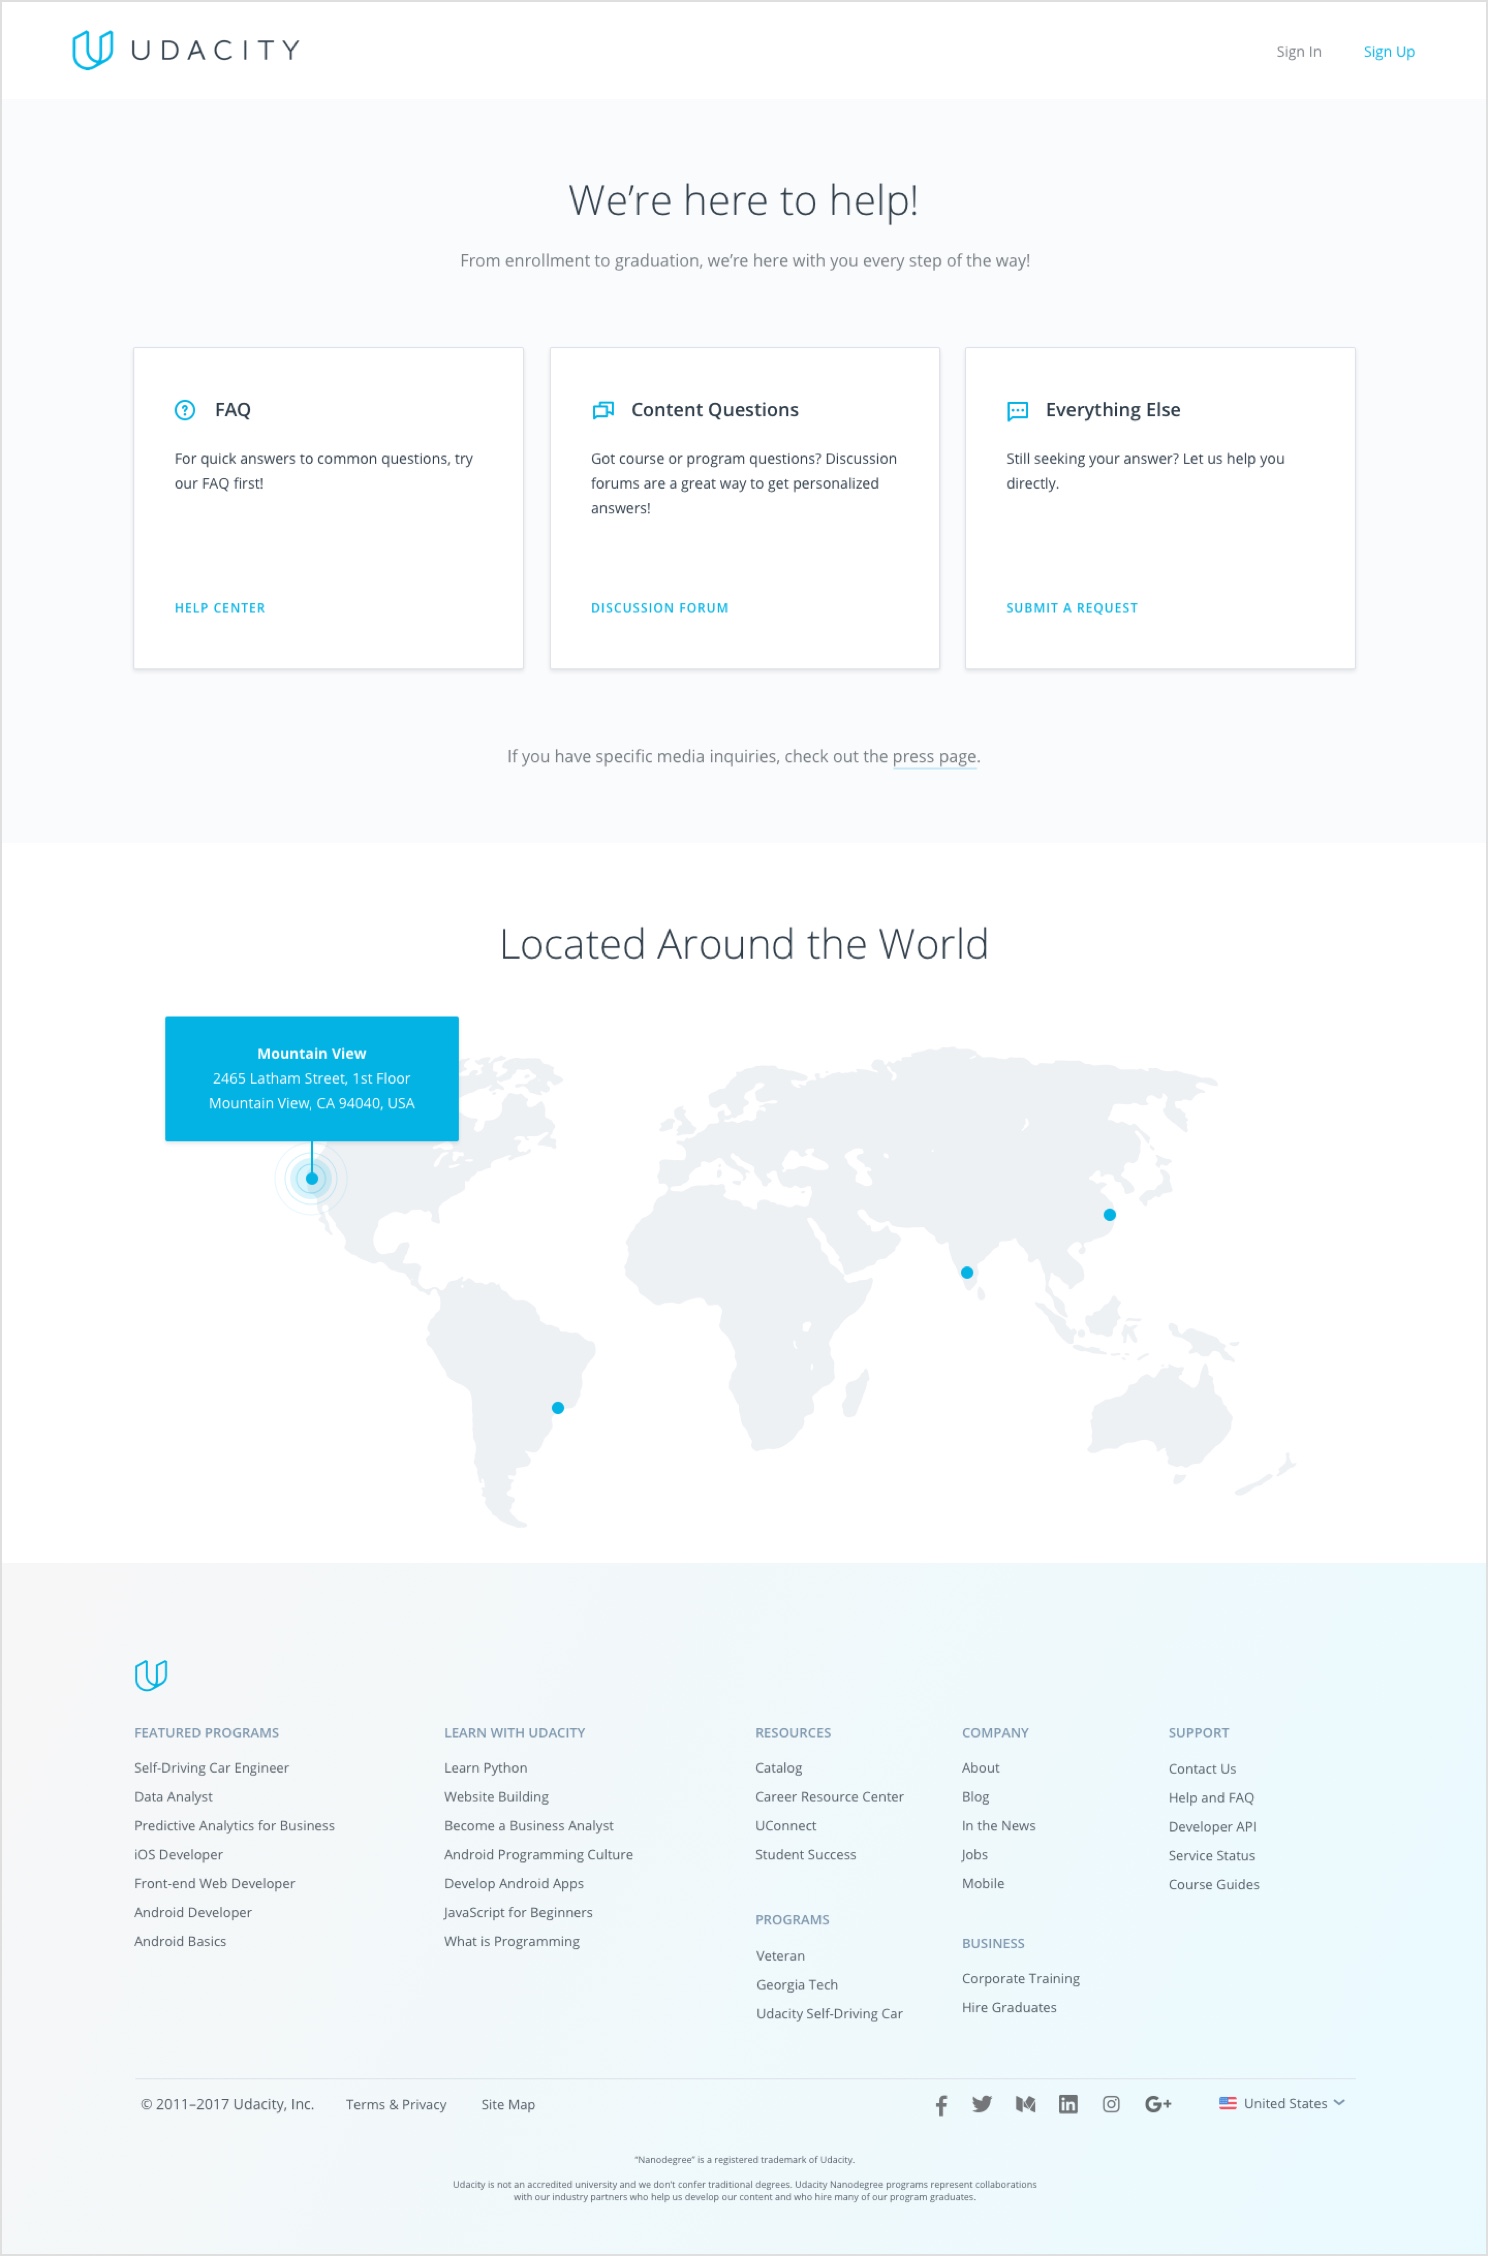 UDACITY
Sign In
Sign Up
We're here to help!
From enrollment to graduation, we're here with you every step of the way!
FAQ
For quick answers to common questions, try
our FAQ first!
HELP CENTER
Content Questions
Got course or program questions? Discussion
forums are a great way to get personalized
answers!
DISCUSSION FORUM
Everything Else
Still seeking your answer? Let us help you
directly.
SUBMIT A REQUEST
If you have specific media inquiries, check out the press page.
Located Around the World
Mountain View
2465 Latham Street, 1st Floor
Mountain View, CA 94040, USA
FEATURED PROGRAMS
Self-Driving Car Engineer
Data Analyst
Predictive Analytics for Business
iOS Developer
Front-end Web Developer
Android Developer
Android Basics
LEARN WITH UDACITY
Learn Python
Website Building
Become a Business Analyst
Android Programming Culture
Develop Android Apps
JavaScript for Beginners
What is Programming
RESOURCES
Catalog
Career Resource Center
UConnect
Student Success
PROGRAMS
Veteran
Georgia Tech
Udacity Self-Driving Car
COMPANY
About
Blog
In the News
Jobs
Mobile
BUSINESS
Corporate Training
Hire Graduates
SUPPORT
Contact Us
Help and FAQ
Developer API
Service Status
Course Guides
© 2011–2017 Udacity, Inc.
Terms & Privacy
Site Map
United States
"Nanodegree" is a registered trademark of Udacity.
Udacity is not an accredited university and we don't confer traditional degrees. Udacity Nanodegree programs represent collaborations
with our industry partners who help us develop our content and who hire many of our program graduates.